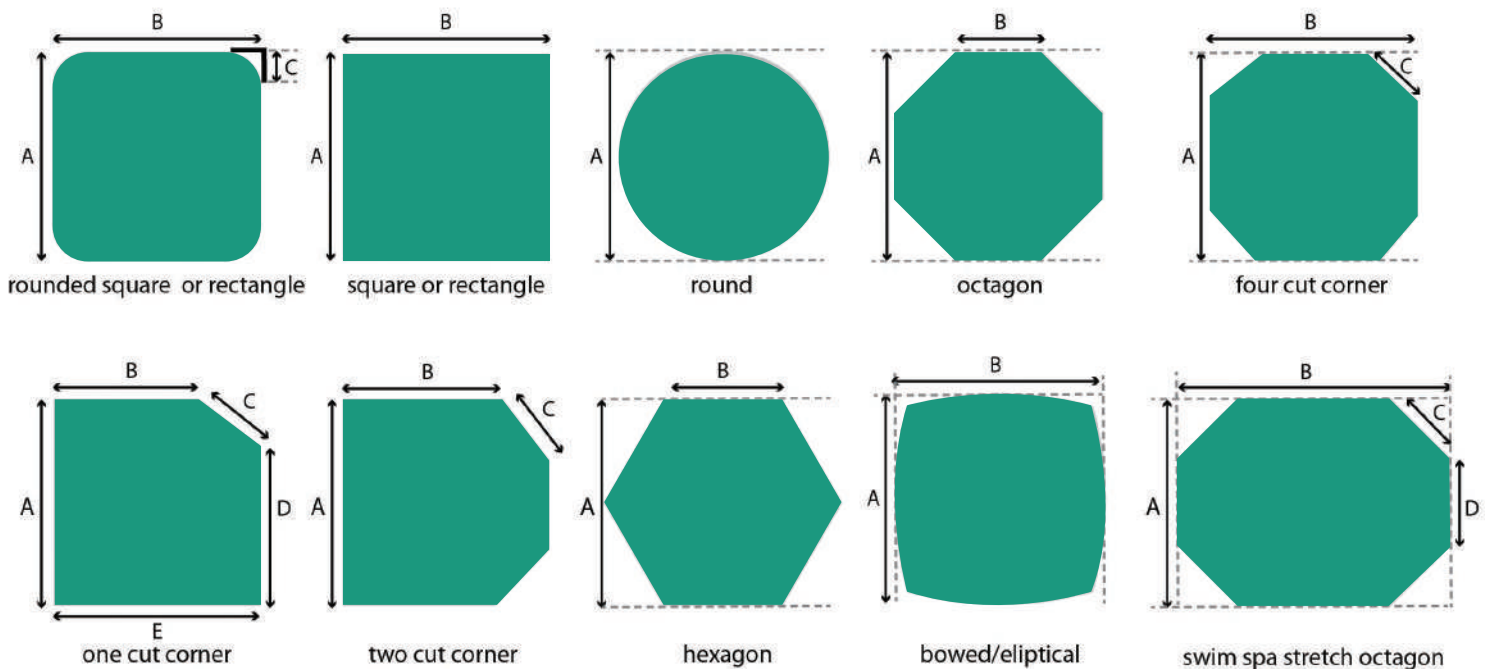 B
C
A
rounded square or rectangle
B
A
square or rectangle
A
round
B
A
octagon
B
C
A
four cut corner
B
C
A
D
E
one cut corner
B
C
A
two cut corner
B
A
hexagon
B
A
bowed/eliptical
B
C
A
D
swim spa stretch octagon